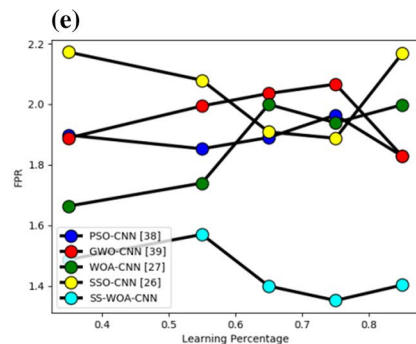 (e)
2.2
2.0
1.8
1.6
1.4
FPR
PSO-CNN [38]
GWO-CNN [39]
WOA-CNN [27]
SSO-CNN [26]
SS-WOA-CNN
0.4 0.5 0.6 0.7 0.8
Learning Percentage